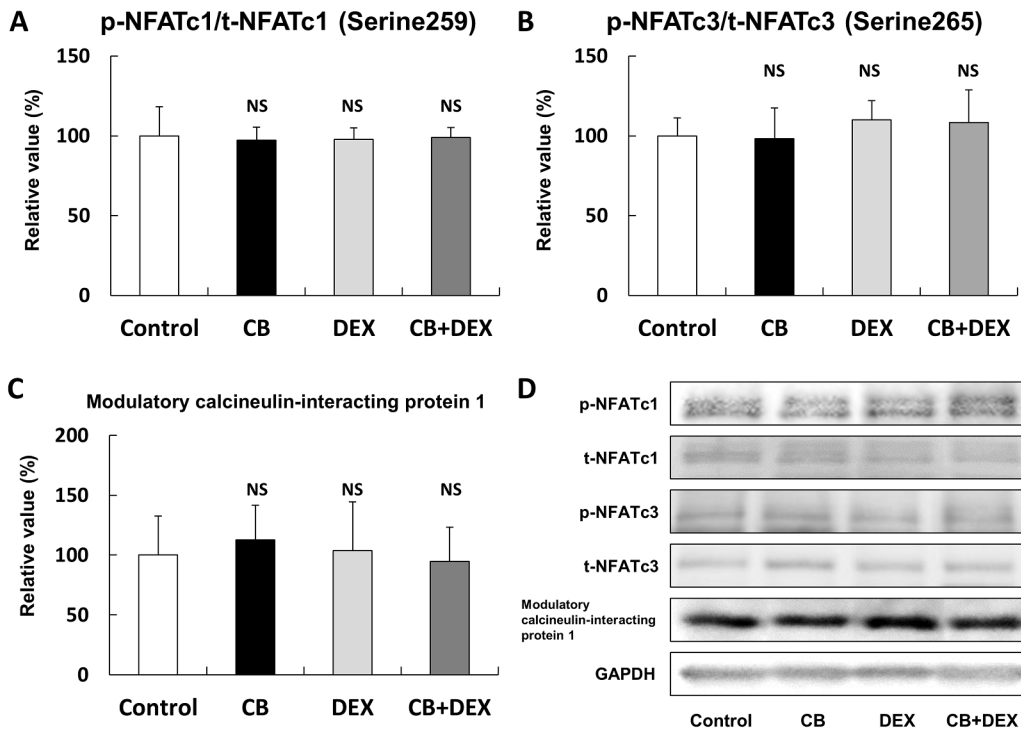 A
p-NFATc1/t-NFATc1 (Serine259)
Relative value (%)
150
100
50
0
NS
NS
NS
Control
CB
DEX
CB+DEX
B
p-NFATc3/t-NFATc3 (Serine265)
Relative value (%)
150
100
50
0
NS
NS
NS
Control
CB
DEX
CB+DEX
C
Modulatory calcineulin-interacting protein 1
Relative value (%)
200
150
100
50
0
NS
NS
NS
Control
CB
DEX
CB+DEX
D
p-NFATc1
t-NFATc1
p-NFATc3
t-NFATc3
Modulatory
calcineulin-interacting
protein 1
GAPDH
Control
CB
DEX
CB+DEX